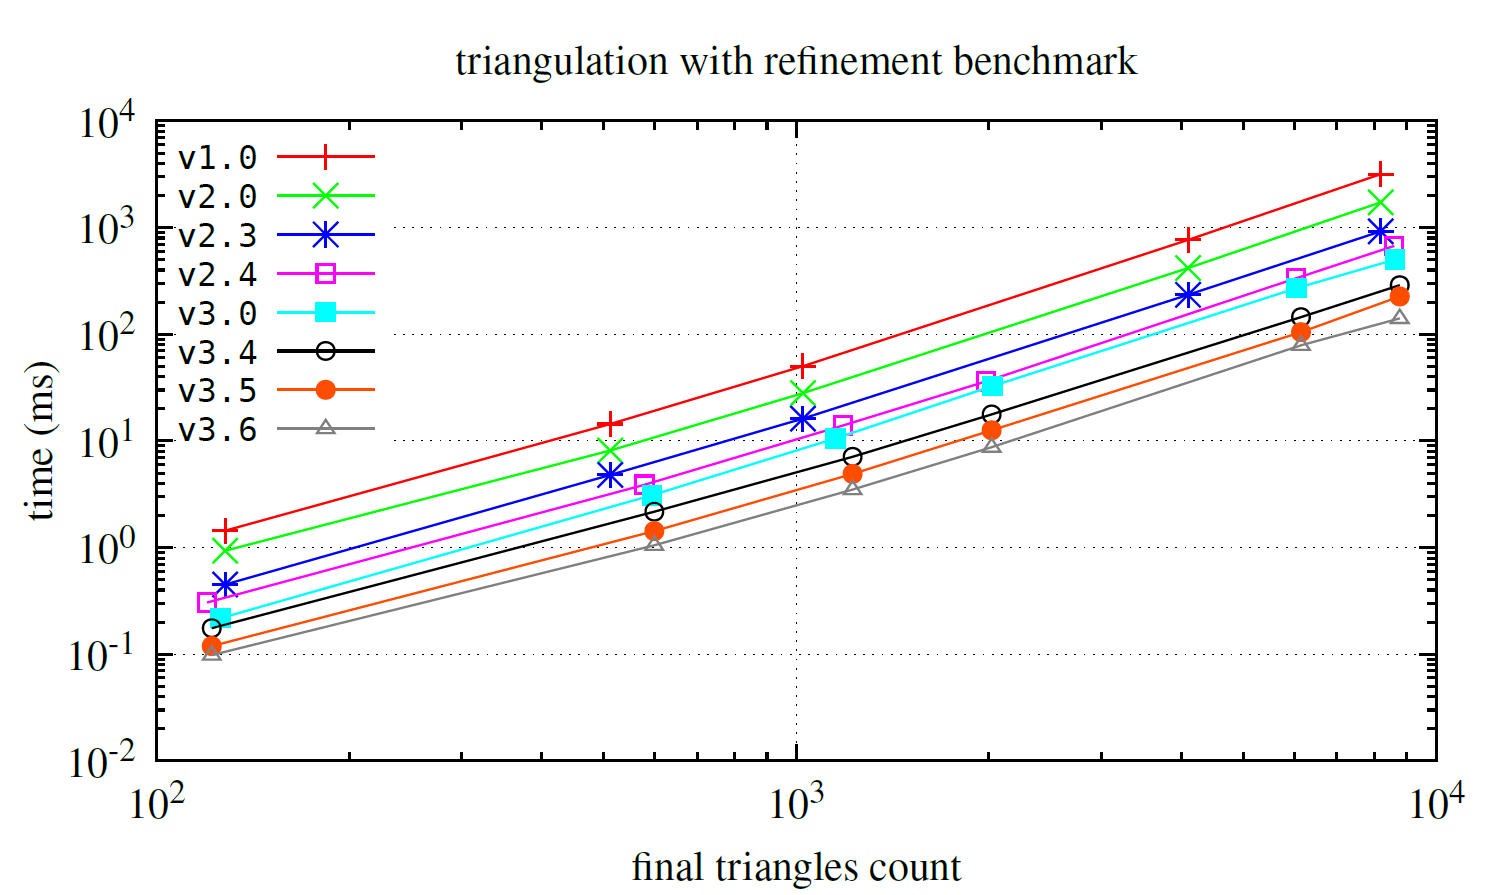 triangulation with refinement benchmark
10^4
10^3
10^2
10^1
10^0
10^-1
10^-2
v1.0
v2.0
v2.3
v2.4
v3.0
v3.4
v3.5
v3.6
time (ms)
10^2 10^3 10^4
final triangles count